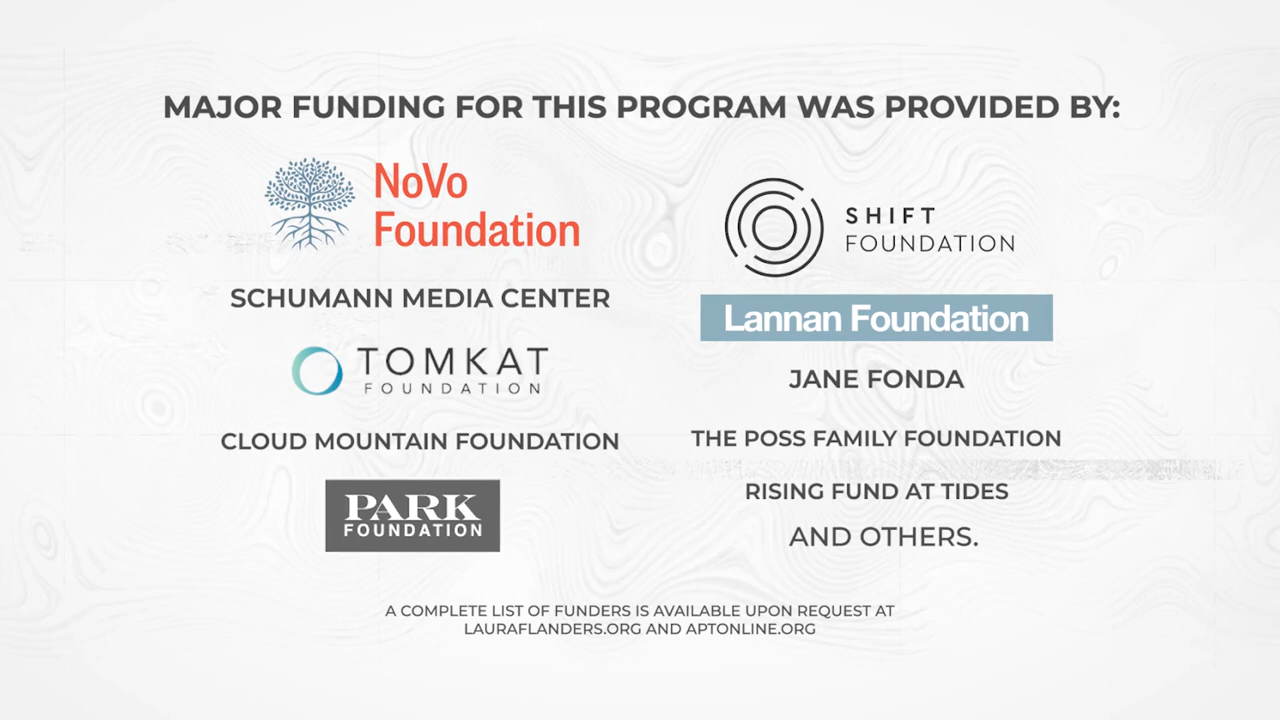 MAJOR FUNDING FOR THIS PROGRAM WAS PROVIDED BY:
NoVo
Foundation
SCHUMANN MEDIA CENTER
TOMKAT
FOUNDATION
CLOUD MOUNTAIN FOUNDATION
PARK
FOUNDATION
SHIFT
FOUNDATION
Lannan Foundation
JANE FONDA
THE POSS FAMILY FOUNDATION
RISING FUND AT TIDES
AND OTHERS.
A COMPLETE LIST OF FUNDERS IS AVAILABLE UPON REQUEST AT
LAURAFLANDERS.ORG AND APTONLINE.ORG